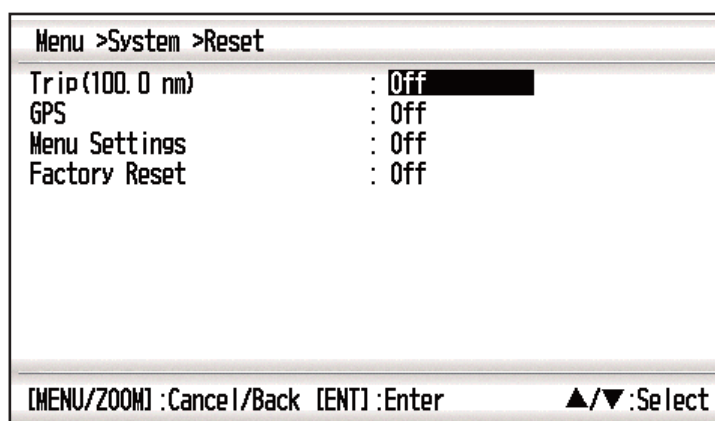 Menu >System >Reset
Trip(100.0 nm) : Off
GPS : Off
Menu Settings : Off
Factory Reset : Off
[MENU/ZOOM]:Cancel/Back [ENT]:Enter ▲/▼:Select